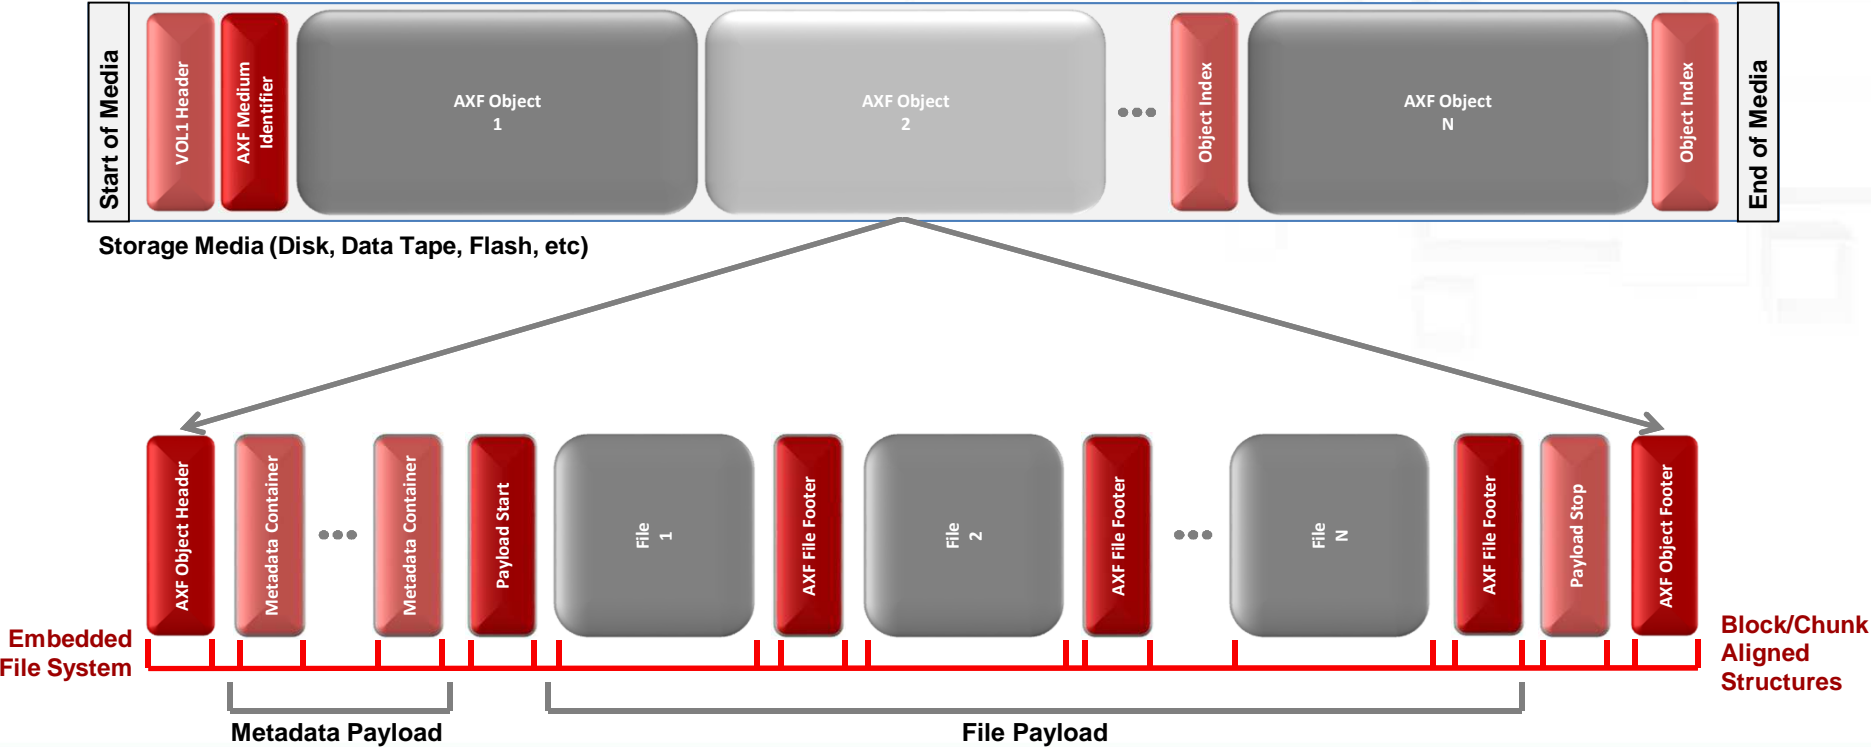 Start of Media
VOL1 Header
AXF Medium
Identifier
AXF Object
1
AXF Object
2
Object Index
AXF Object
N
Object Index
End of Media
Storage Media (Disk, Data Tape, Flash, etc)
AXF Object Header
Metadata Container
Metadata Container
Payload Start
File
1
AXF File Footer
File
2
AXF File Footer
File
N
AXF File Footer
Payload Stop
AXF Object Footer
Embedded
File System
Block/Chunk
Aligned
Structures
Metadata Payload
File Payload